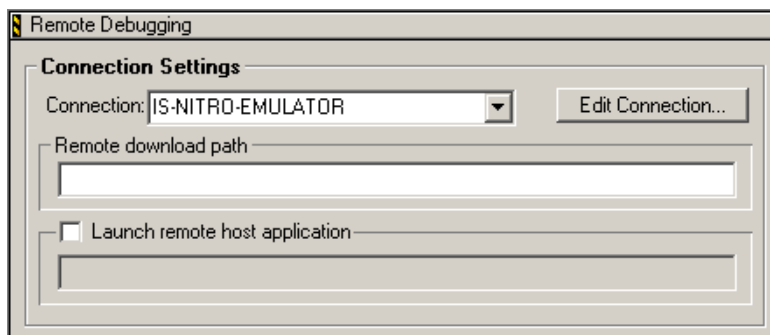 Remote Debugging
Connection Settings
Connection: IS-NITRO-EMULATOR Edit Connection...
Remote download path
Launch remote host application